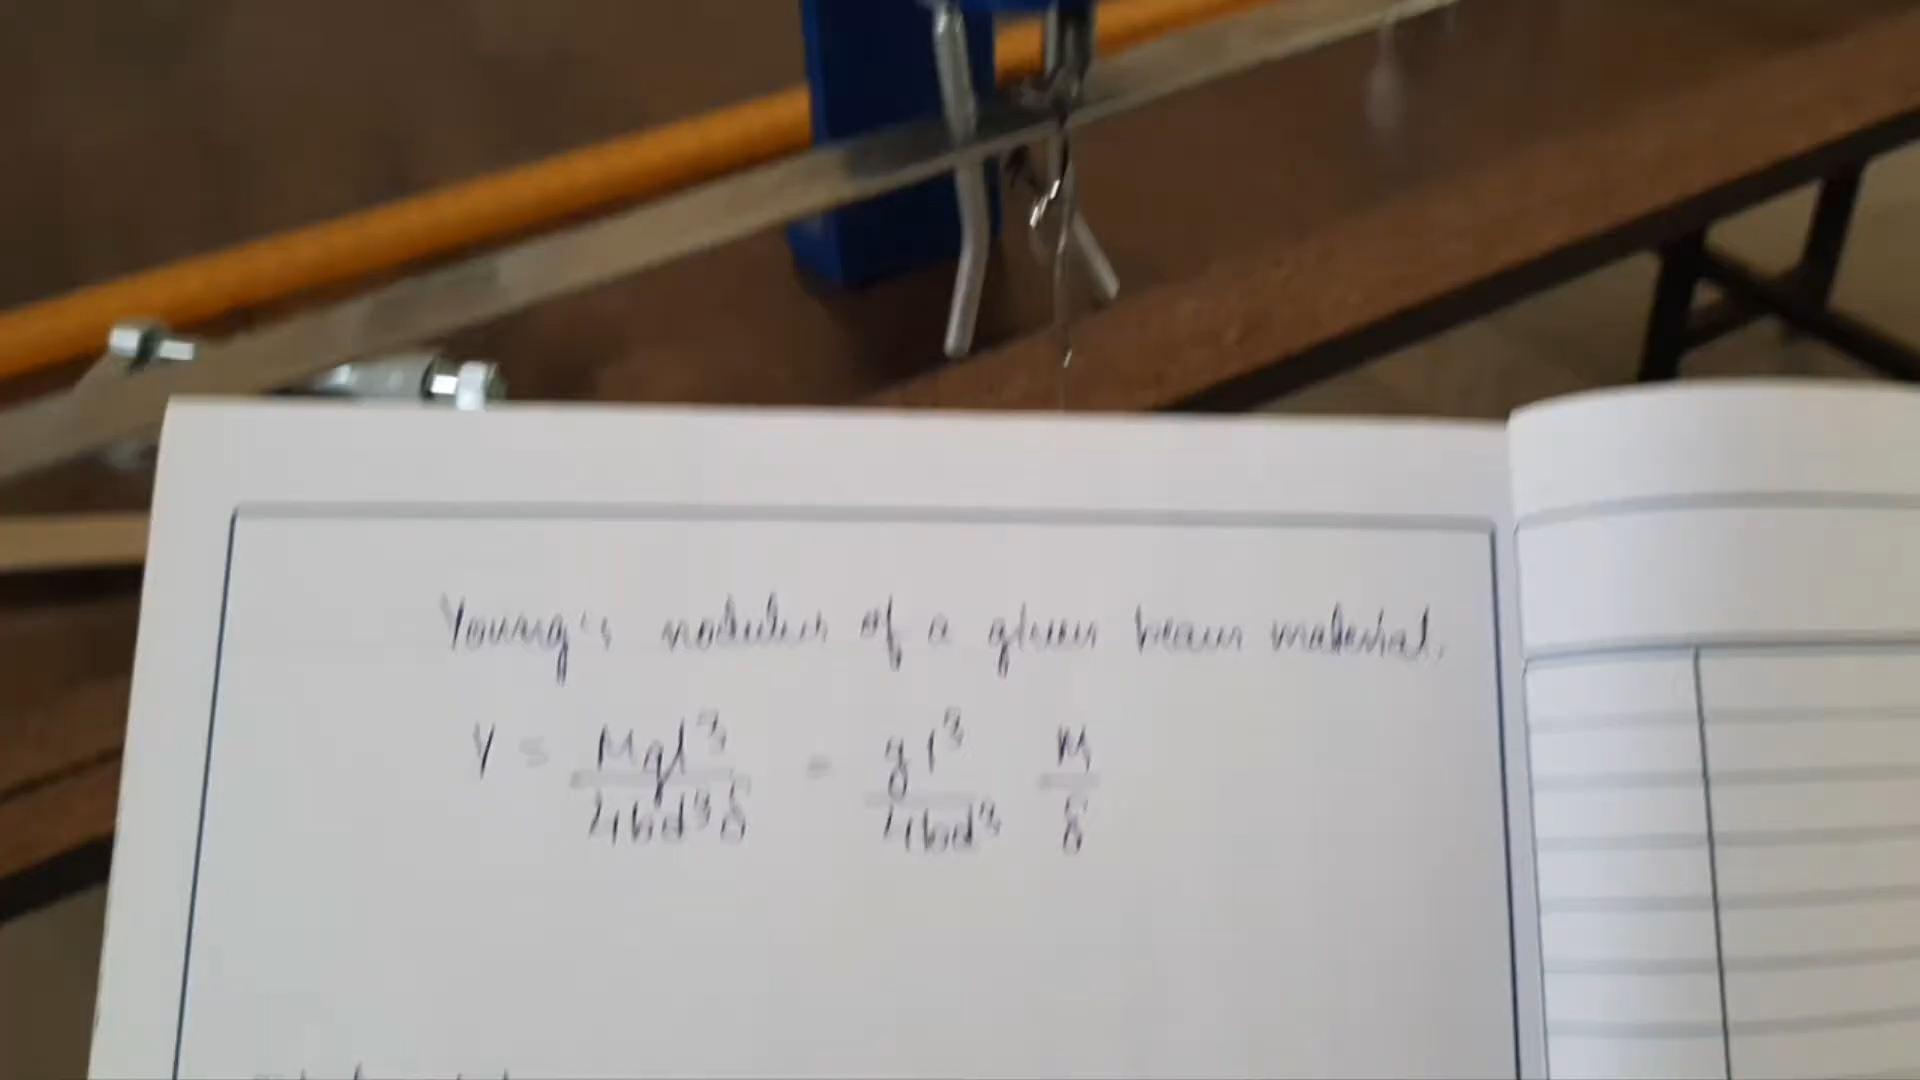 Young's modulus of a given beam material.
Y = Mgl³ / 4bd³δ = gl³ / 4bd³ M / δ